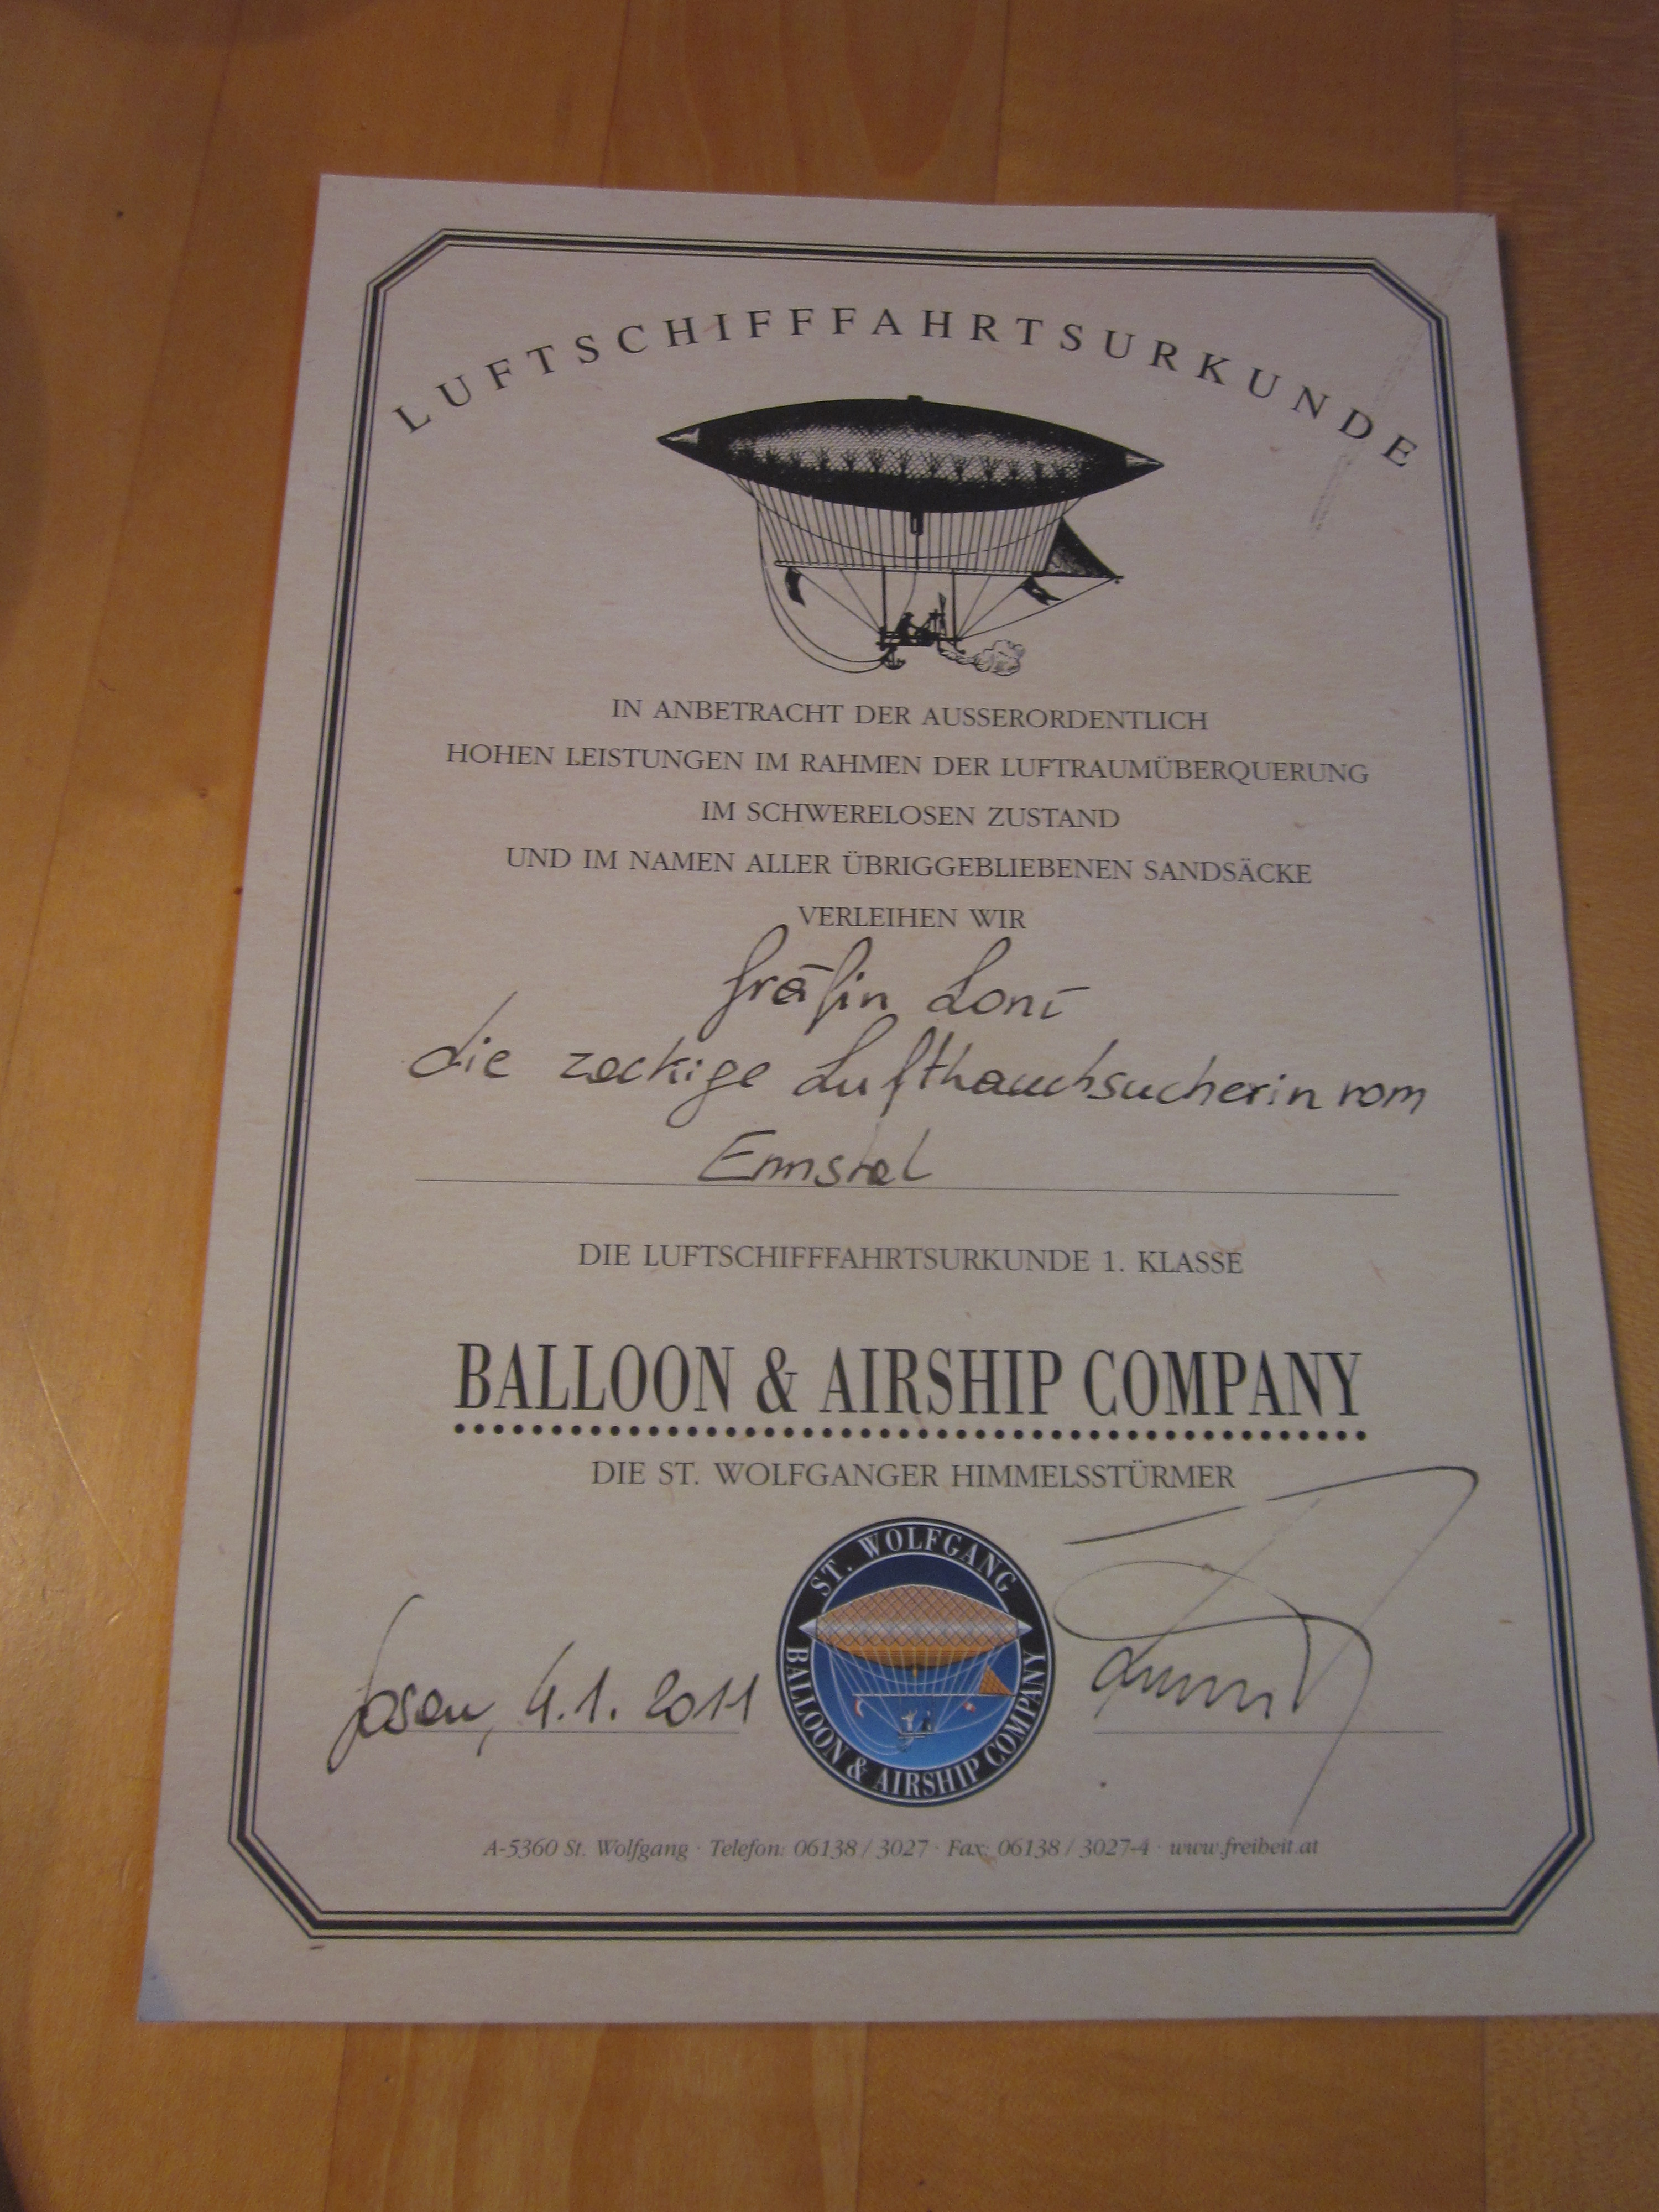 LUFTSCHIFFFAHRTSURKUNDE
IN ANBETRACHT DER AUSSERORDENTLICH
HOHEN LEISTUNGEN IM RAHMEN DER LUFTRAUMÜBERQUERUNG
IM SCHWERELOSEN ZUSTAND
UND IM NAMEN ALLER ÜBRIGGEBLIEBENEN SANDSÄCKE
VERLEIHEN WIR
Gräfin Loni
die zackige Lufthauchsucherin vom
Ennstal
DIE LUFTSCHIFFFAHRTSURKUNDE 1. KLASSE
BALLOON & AIRSHIP COMPANY
DIE ST. WOLFGANGER HIMMELSSTÜRMER
ST. WOLFGANG
BALLOON & AIRSHIP COMPANY
Gosau, 4.1.2011
A-5360 St. Wolfgang · Telefon: 06138 / 3027 · Fax: 06138 / 3027-4 · www.freiheit.at